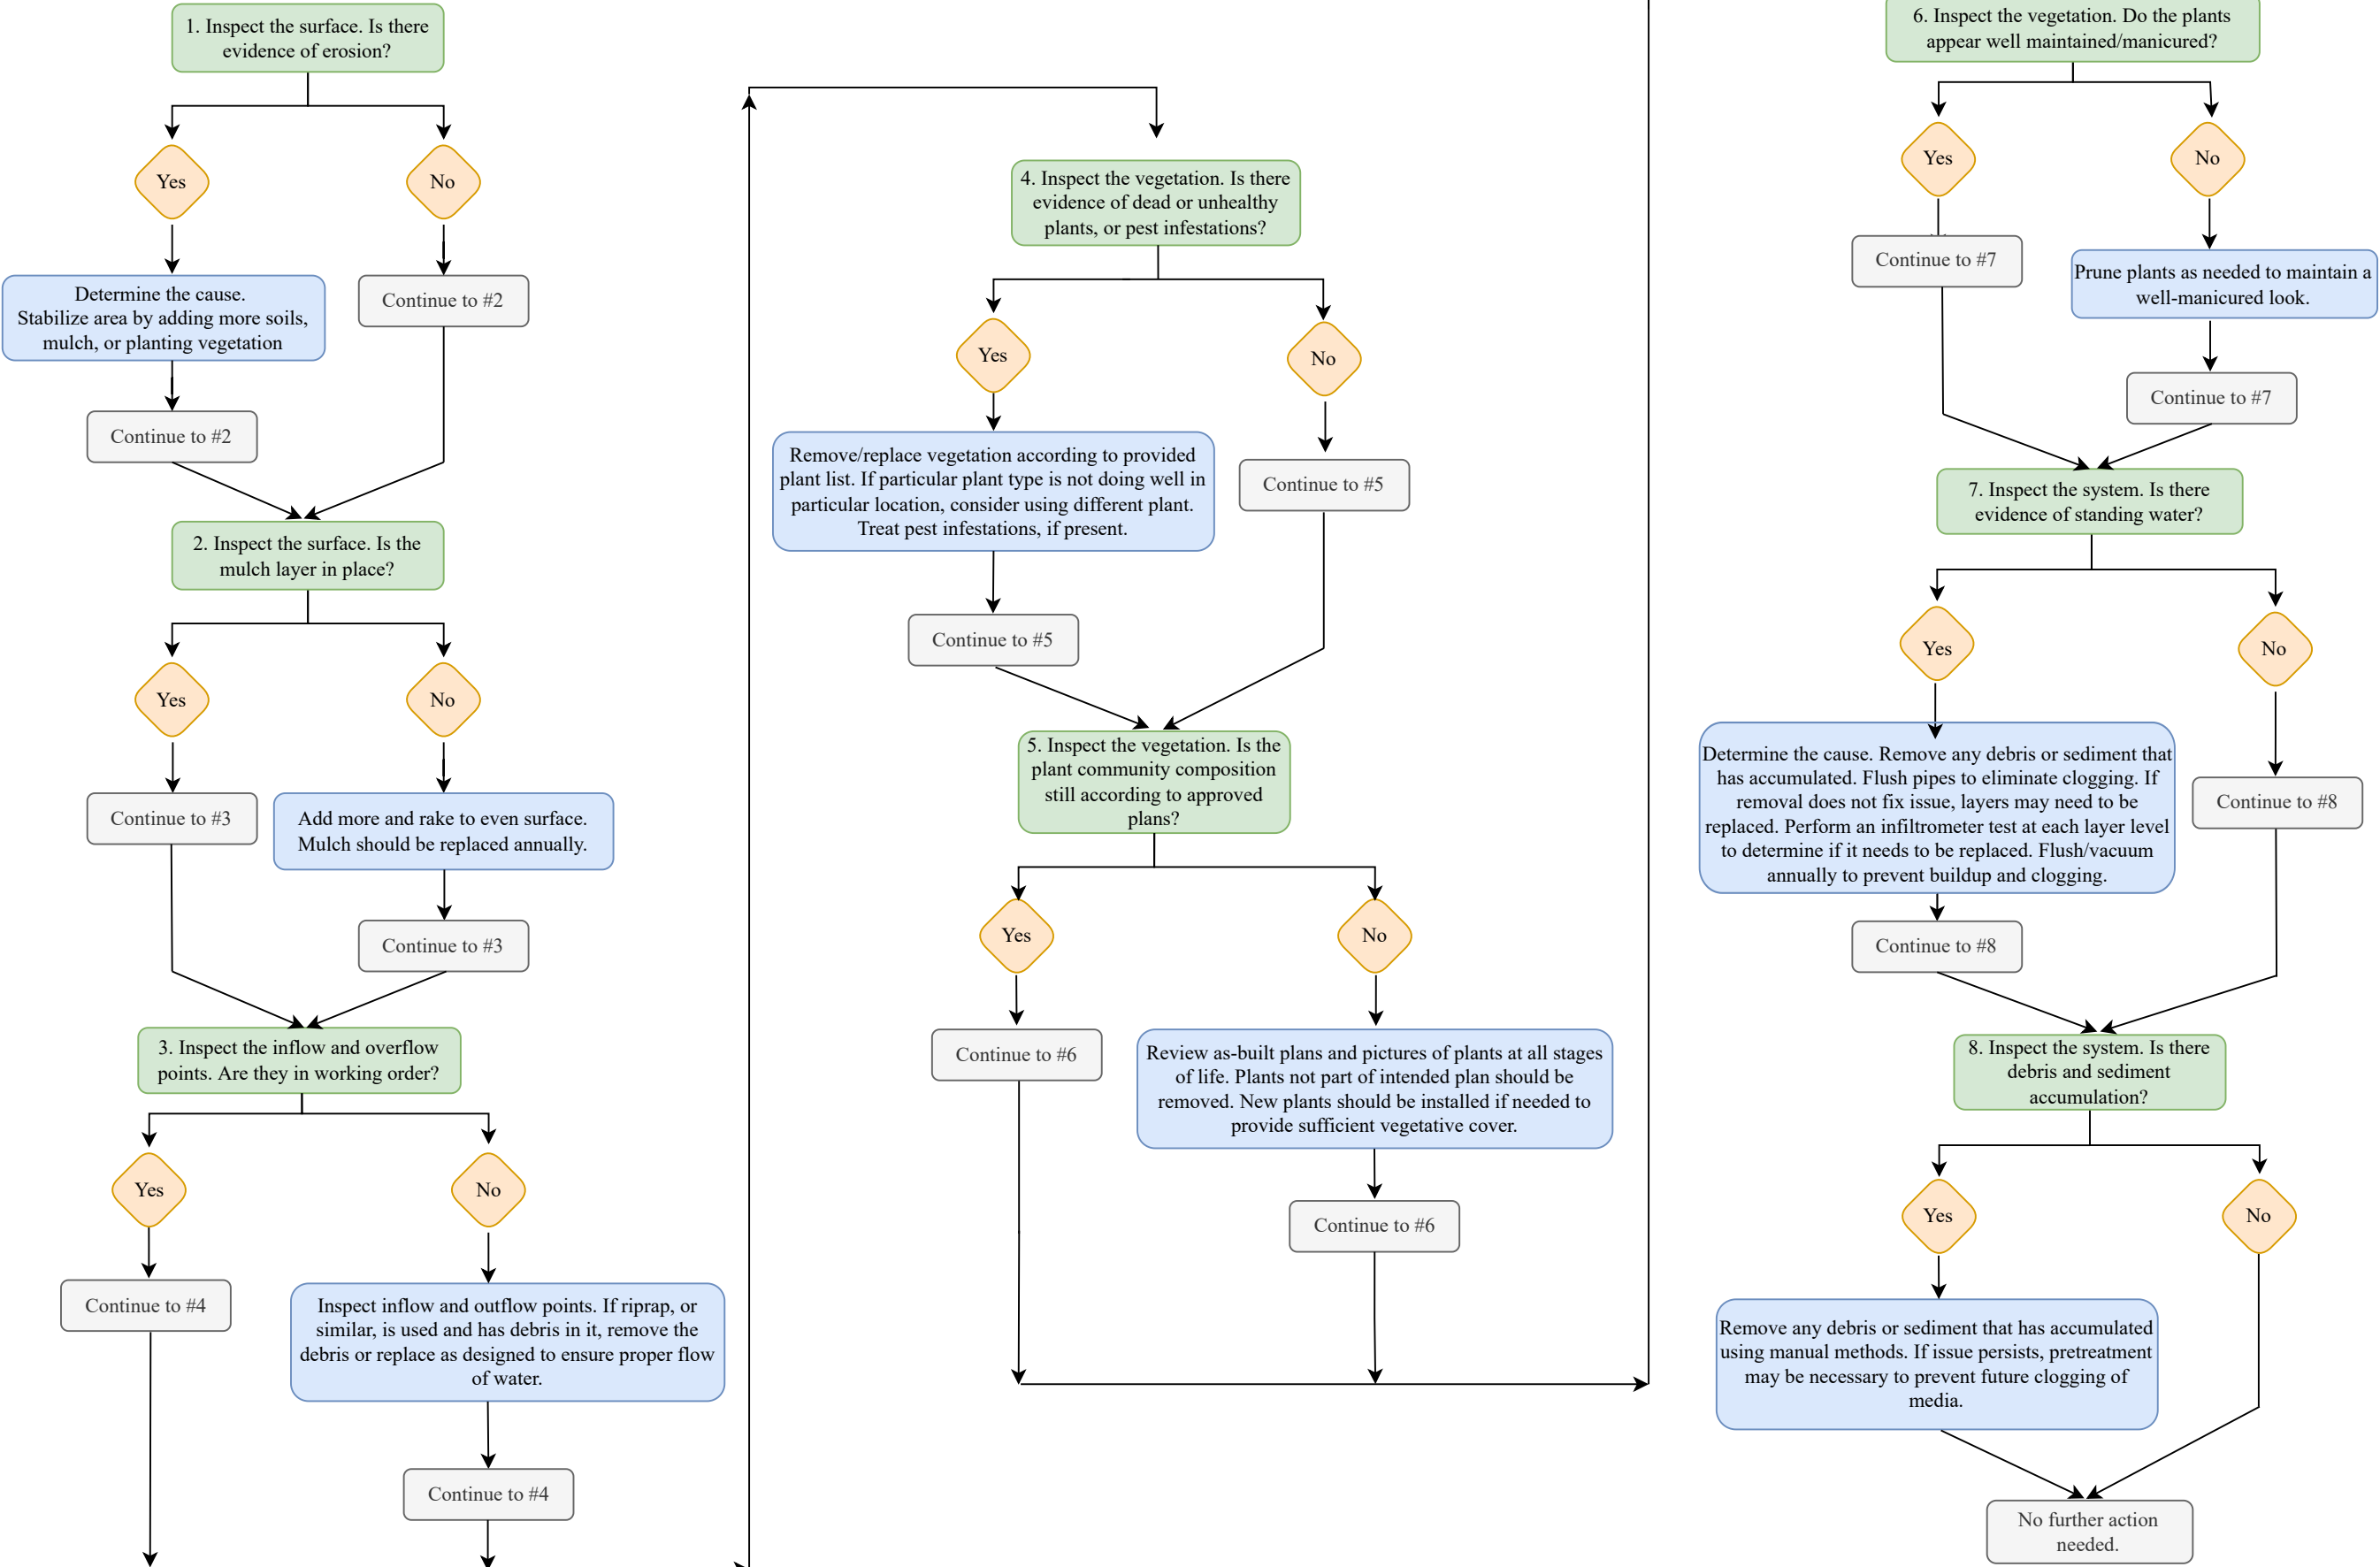 1. Inspect the surface. Is there
evidence of erosion?
Yes
No
Determine the cause.
Stabilize area by adding more soils,
mulch, or planting vegetation
Continue to #2
Continue to #2
2. Inspect the surface. Is the
mulch layer in place?
Yes
No
Continue to #3
Add more and rake to even surface.
Mulch should be replaced annually.
Continue to #3
3. Inspect the inflow and overflow
points. Are they in working order?
Yes
No
Continue to #4
Inspect inflow and outflow points. If riprap, or
similar, is used and has debris in it, remove the
debris or replace as designed to ensure proper flow
of water.
Continue to #4
4. Inspect the vegetation. Is there
evidence of dead or unhealthy
plants, or pest infestations?
Yes
No
Remove/replace vegetation according to provided
plant list. If particular plant type is not doing well in
particular location, consider using different plant.
Treat pest infestations, if present.
Continue to #5
Continue to #5
5. Inspect the vegetation. Is the
plant community composition
still according to approved
plans?
Yes
No
Continue to #6
Review as-built plans and pictures of plants at all stages
of life. Plants not part of intended plan should be
removed. New plants should be installed if needed to
provide sufficient vegetative cover.
Continue to #6
6. Inspect the vegetation. Do the plants
appear well maintained/manicured?
Yes
No
Continue to #7
Prune plants as needed to maintain a
well-manicured look.
Continue to #7
7. Inspect the system. Is there
evidence of standing water?
Yes
No
Determine the cause. Remove any debris or sediment that
has accumulated. Flush pipes to eliminate clogging. If
removal does not fix issue, layers may need to be
replaced. Perform an infiltrometer test at each layer level
to determine if it needs to be replaced. Flush/vacuum
annually to prevent buildup and clogging.
Continue to #8
Continue to #8
8. Inspect the system. Is there
debris and sediment
accumulation?
Yes
No
Remove any debris or sediment that has accumulated
using manual methods. If issue persists, pretreatment
may be necessary to prevent future clogging of
media.
No further action
needed.